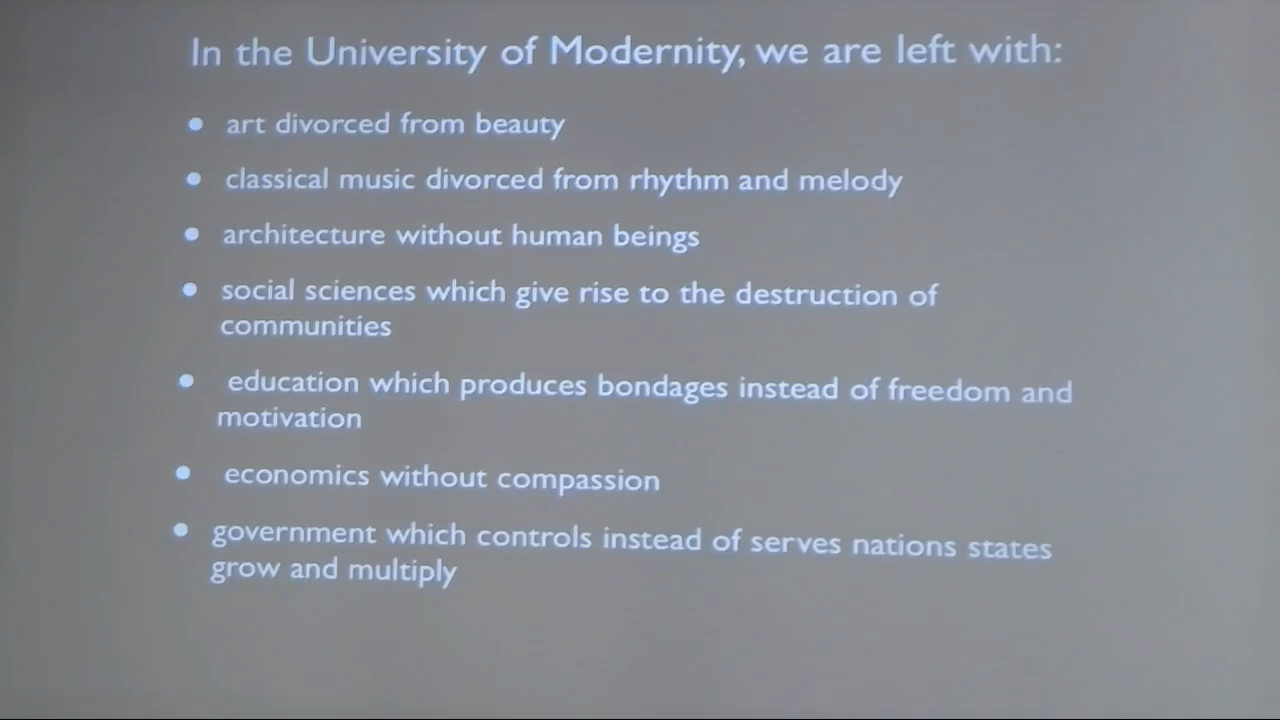 In the University of Modernity, we are left with:
• art divorced from beauty
• classical music divorced from rhythm and melody
• architecture without human beings
• social sciences which give rise to the destruction of
communities
• education which produces bondages instead of freedom and
motivation
• economics without compassion
• government which controls instead of serves nations states
grow and multiply